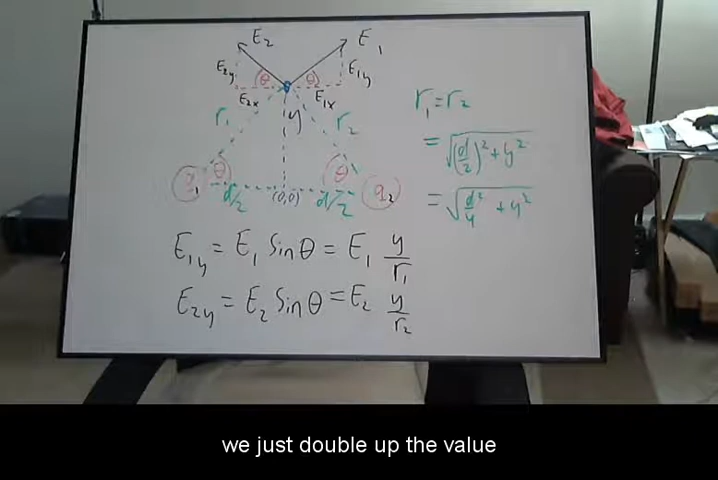 E₂ E₁
E₂y θ θ E₁y
E₂x E₁x
r₁ y r₂
q₁ θ θ q₂
d/2 (0,0) d/2
r₁ = r₂
= √((d/2)² + y²)
= √(d²/4 + y²)
E₁y = E₁ Sin θ = E₁ y/r₁
E₂y = E₂ Sin θ = E₂ y/r₂
we just double up the value